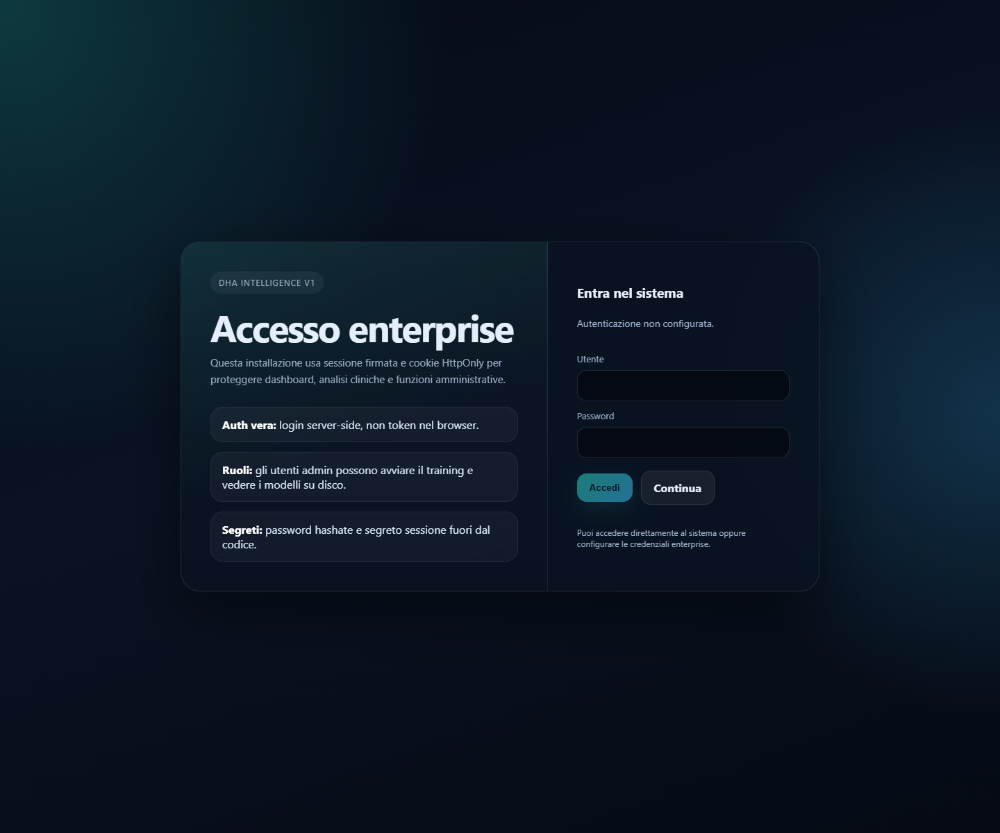 DHA INTELLIGENCE V1
Accesso enterprise
Questa installazione usa sessione firmata e cookie HttpOnly per
proteggere dashboard, analisi cliniche e funzioni amministrative.
Auth vera: login server-side, non token nel browser.
Ruoli: gli utenti admin possono avviare il training e
vedere i modelli su disco.
Segreti: password hashate e segreto sessione fuori dal
codice.
Entra nel sistema
Autenticazione non configurata.
Utente
Password
Accedi
Continua
Puoi accedere direttamente al sistema oppure
configurare le credenziali enterprise.